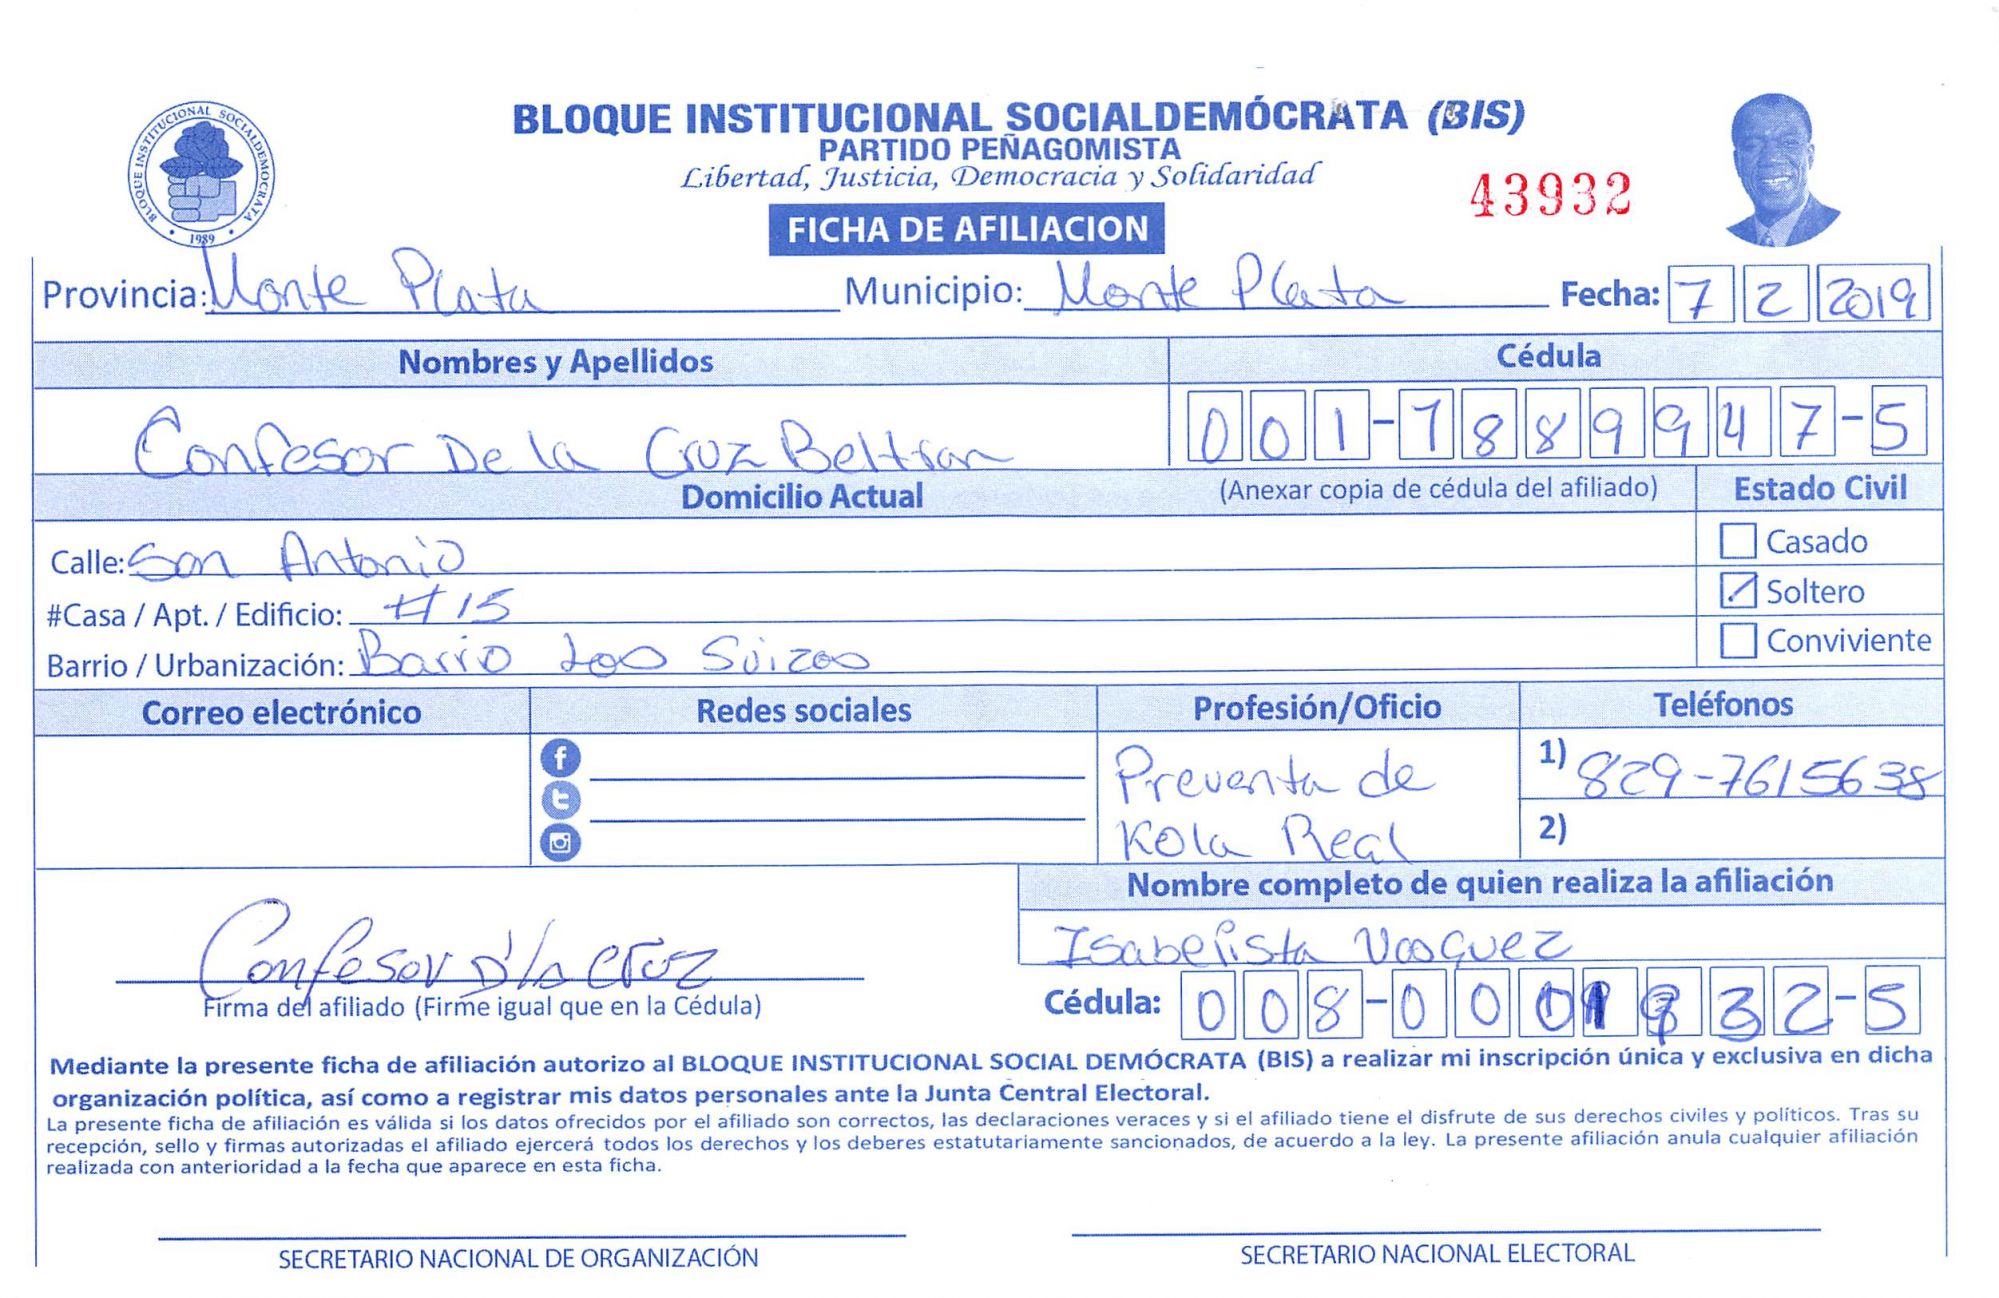 BLOQUE INSTITUCIONAL SOCIALDEMOCRATA
1989
BLOQUE INSTITUCIONAL SOCIALDEMÓCRATA (BIS)
PARTIDO PEÑAGOMISTA
Libertad, Justicia, Democracia y Solidaridad
43932
FICHA DE AFILIACION
Provincia: Monte Plata Municipio: Monte Plata Fecha: 7 2 2019
Nombres y Apellidos Cédula
Confesor De la Cruz Beltran 001-1889947-5
Domicilio Actual (Anexar copia de cédula del afiliado) Estado Civil
Calle: San Antonio Casado
#Casa / Apt. / Edificio: #15 Soltero
Barrio / Urbanización: Barrio Los Suizos Conviviente
Correo electrónico Redes sociales Profesión/Oficio Teléfonos
Preventa de 1) 829-7615638
Kola Real 2)
Nombre completo de quien realiza la afiliación
Isabelista Vasquez
Confesor D'la cruz
Firma del afiliado (Firme igual que en la Cédula) Cédula: 008-00 32-5
Mediante la presente ficha de afiliación autorizo al BLOQUE INSTITUCIONAL SOCIAL DEMÓCRATA (BIS) a realizar mi inscripción única y exclusiva en dicha
organización política, así como a registrar mis datos personales ante la Junta Central Electoral.
La presente ficha de afiliación es válida si los datos ofrecidos por el afiliado son correctos, las declaraciones veraces y si el afiliado tiene el disfrute de sus derechos civiles y políticos. Tras su
recepción, sello y firmas autorizadas el afiliado ejercerá todos los derechos y los deberes estatutariamente sancionados, de acuerdo a la ley. La presente afiliación anula cualquier afiliación
realizada con anterioridad a la fecha que aparece en esta ficha.
SECRETARIO NACIONAL DE ORGANIZACIÓN SECRETARIO NACIONAL ELECTORAL